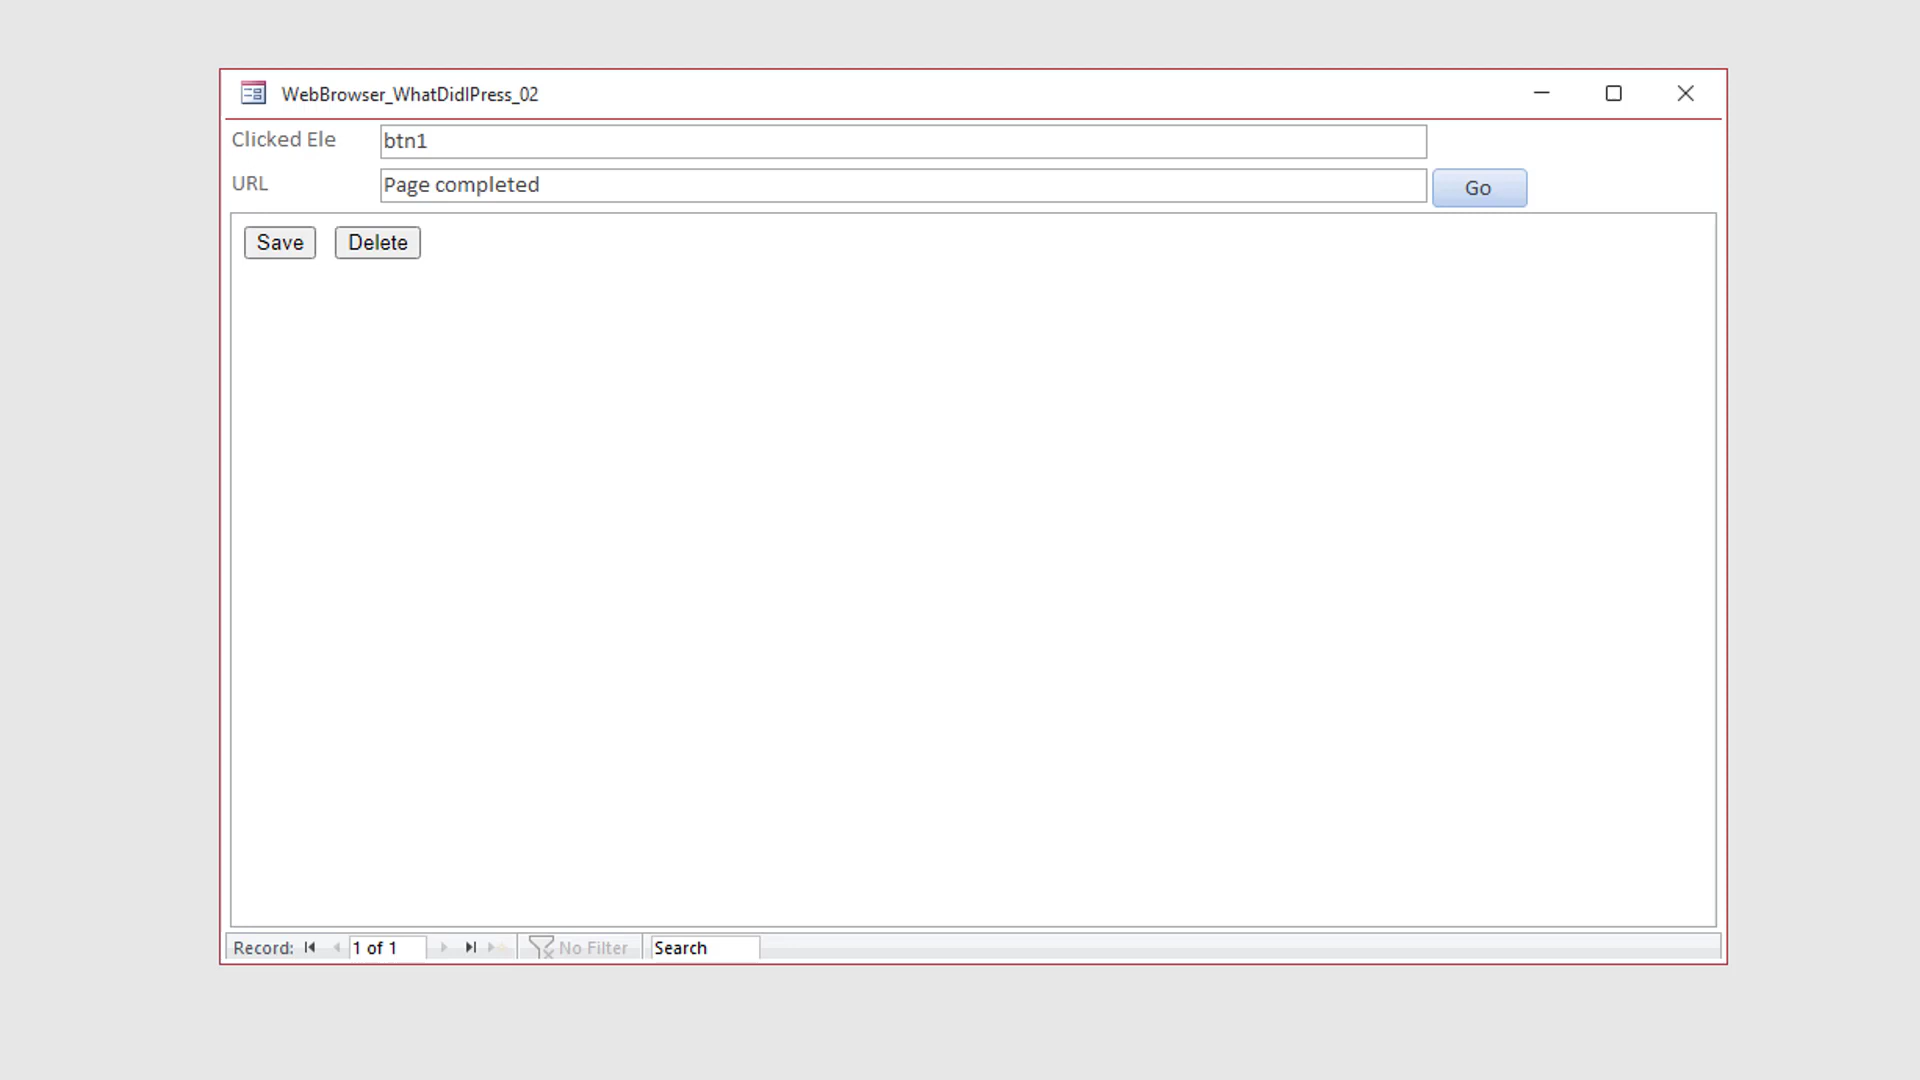 WebBrowser_WhatDidIPress_02
Clicked Ele btn1
URL Page completed Go
Save Delete
Record: 1 of 1 No Filter Search